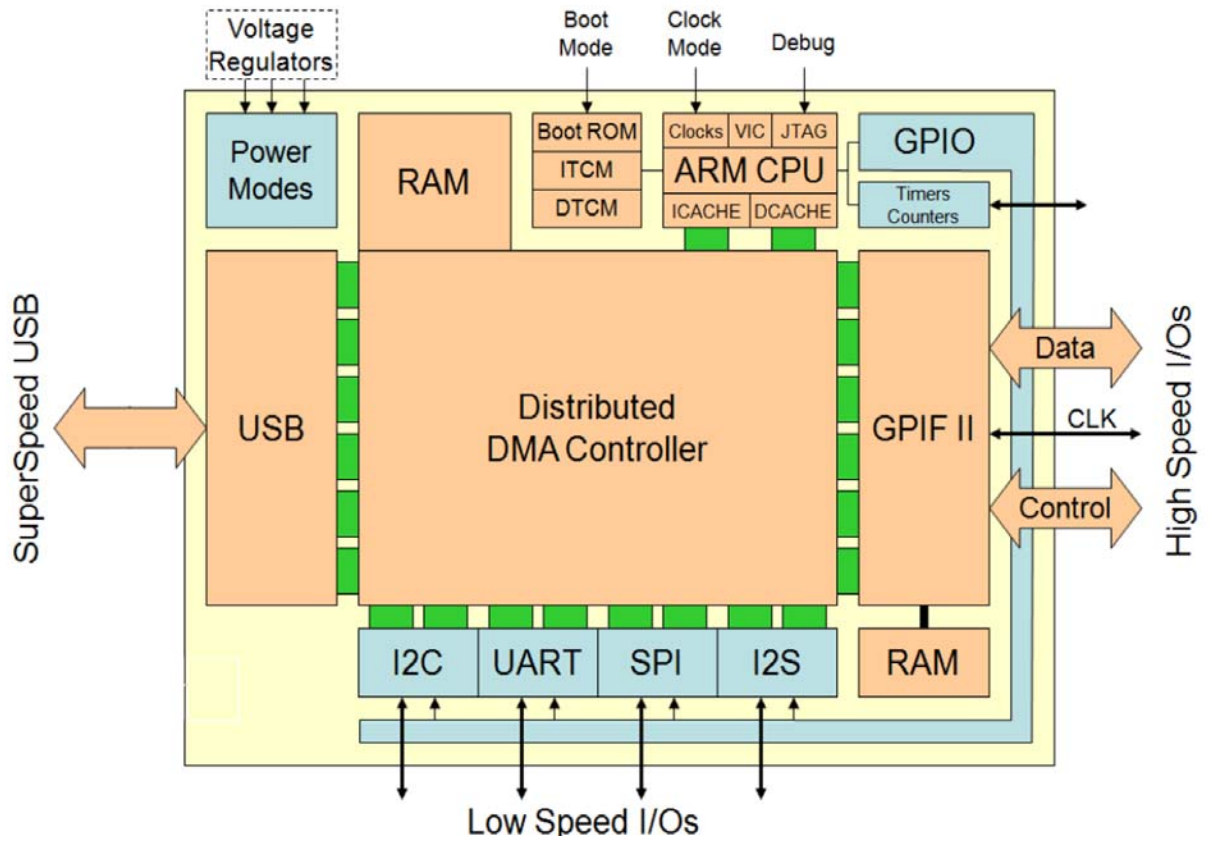 Voltage
Regulators
Boot
Mode
Clock
Mode
Debug
Power
Modes
RAM
Boot ROM
ITCM
DTCM
Clocks
VIC
JTAG
ARM CPU
ICACHE
DCACHE
GPIO
Timers
Counters
SuperSpeed USB
USB
Distributed
DMA Controller
GPIF II
Data
CLK
Control
High Speed I/Os
I2C
UART
SPI
I2S
RAM
Low Speed I/Os